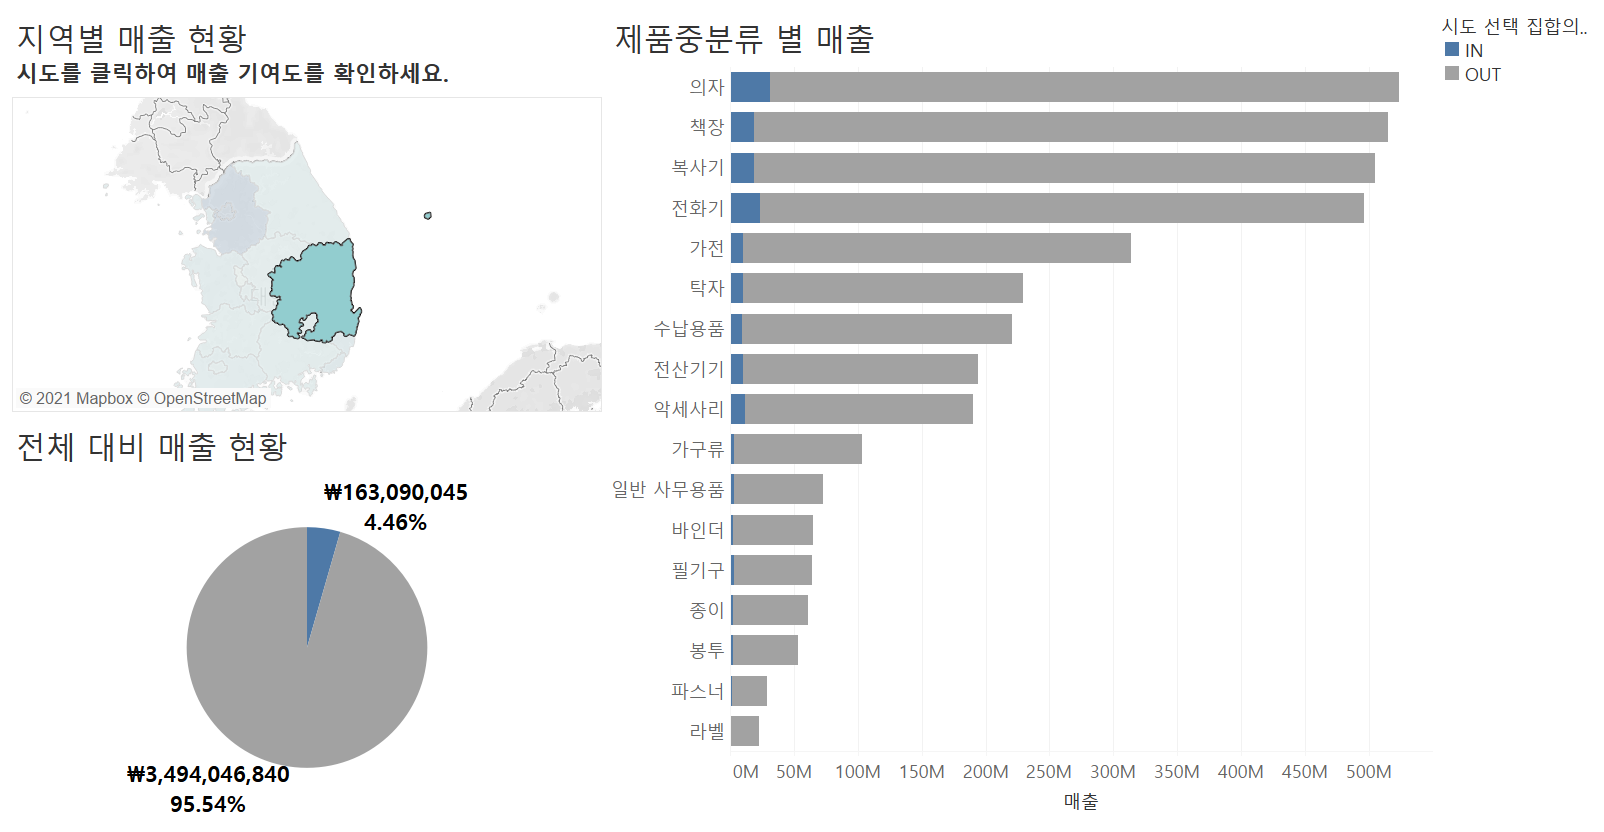 지역별 매출 현황
시도를 클릭하여 매출 기여도를 확인하세요.
© 2021 Mapbox © OpenStreetMap
전체 대비 매출 현황
₩163,090,045
4.46%
₩3,494,046,840
95.54%
제품중분류 별 매출
의자
책장
복사기
전화기
가전
탁자
수납용품
전산기기
악세사리
가구류
일반 사무용품
바인더
필기구
종이
봉투
파스너
라벨
0M 50M 100M 150M 200M 250M 300M 350M 400M 450M 500M
매출
시도 선택 집합의..
IN
OUT